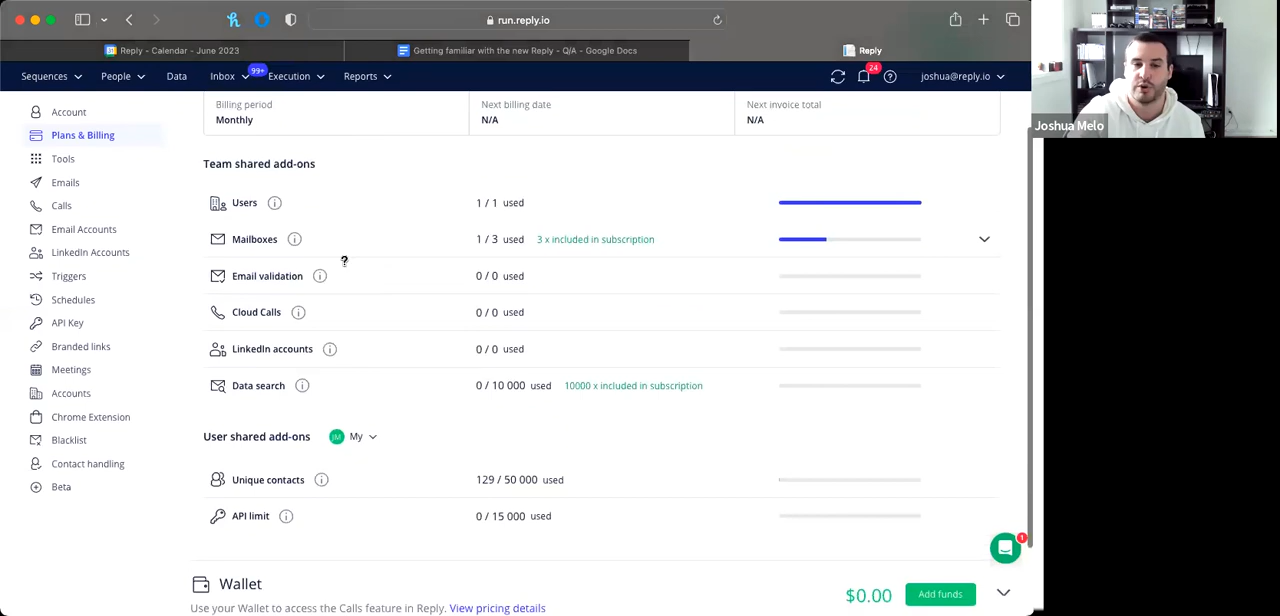 run.reply.io
Reply - Calendar - June 2023
Getting familiar with the new Reply - Q/A - Google Docs
Reply
Sequences People Data Inbox 99+ Execution Reports 24 joshua@reply.io
Joshua Melo
Account
Plans & Billing
Tools
Emails
Calls
Email Accounts
LinkedIn Accounts
Triggers
Schedules
API Key
Branded links
Meetings
Accounts
Chrome Extension
Blacklist
Contact handling
Beta
Billing period Next billing date Next invoice total
Monthly N/A N/A
Team shared add-ons
Users 1 / 1 used
Mailboxes 1 / 3 used 3 x included in subscription
Email validation 0 / 0 used
Cloud Calls 0 / 0 used
LinkedIn accounts 0 / 0 used
Data search 0 / 10 000 used 10000 x included in subscription
User shared add-ons JM My
Unique contacts 129 / 50 000 used
API limit 0 / 15 000 used
1
Wallet
$0.00 Add funds
Use your Wallet to access the Calls feature in Reply. View pricing details